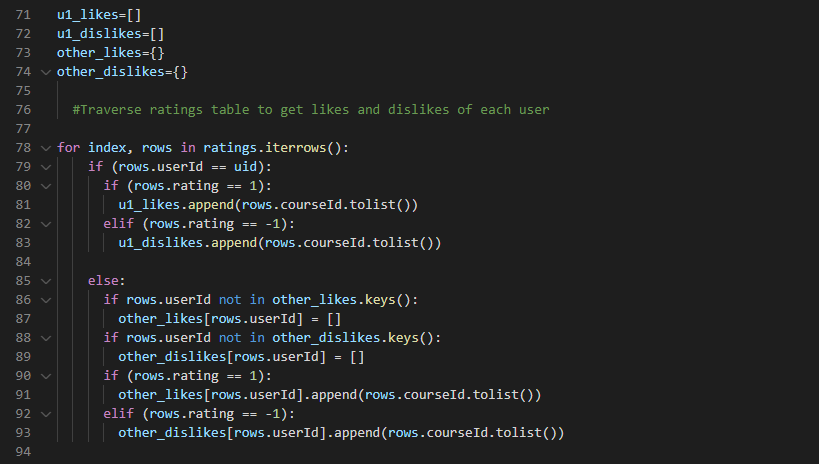 71 u1_likes=[]
72 u1_dislikes=[]
73 other_likes={}
74 other_dislikes={}
75
76 #Traverse ratings table to get likes and dislikes of each user
77
78 for index, rows in ratings.iterrows():
79 if (rows.userId == uid):
80 if (rows.rating == 1):
81 u1_likes.append(rows.courseId.tolist())
82 elif (rows.rating == -1):
83 u1_dislikes.append(rows.courseId.tolist())
84
85 else:
86 if rows.userId not in other_likes.keys():
87 other_likes[rows.userId] = []
88 if rows.userId not in other_dislikes.keys():
89 other_dislikes[rows.userId] = []
90 if (rows.rating == 1):
91 other_likes[rows.userId].append(rows.courseId.tolist())
92 elif (rows.rating == -1):
93 other_dislikes[rows.userId].append(rows.courseId.tolist())
94